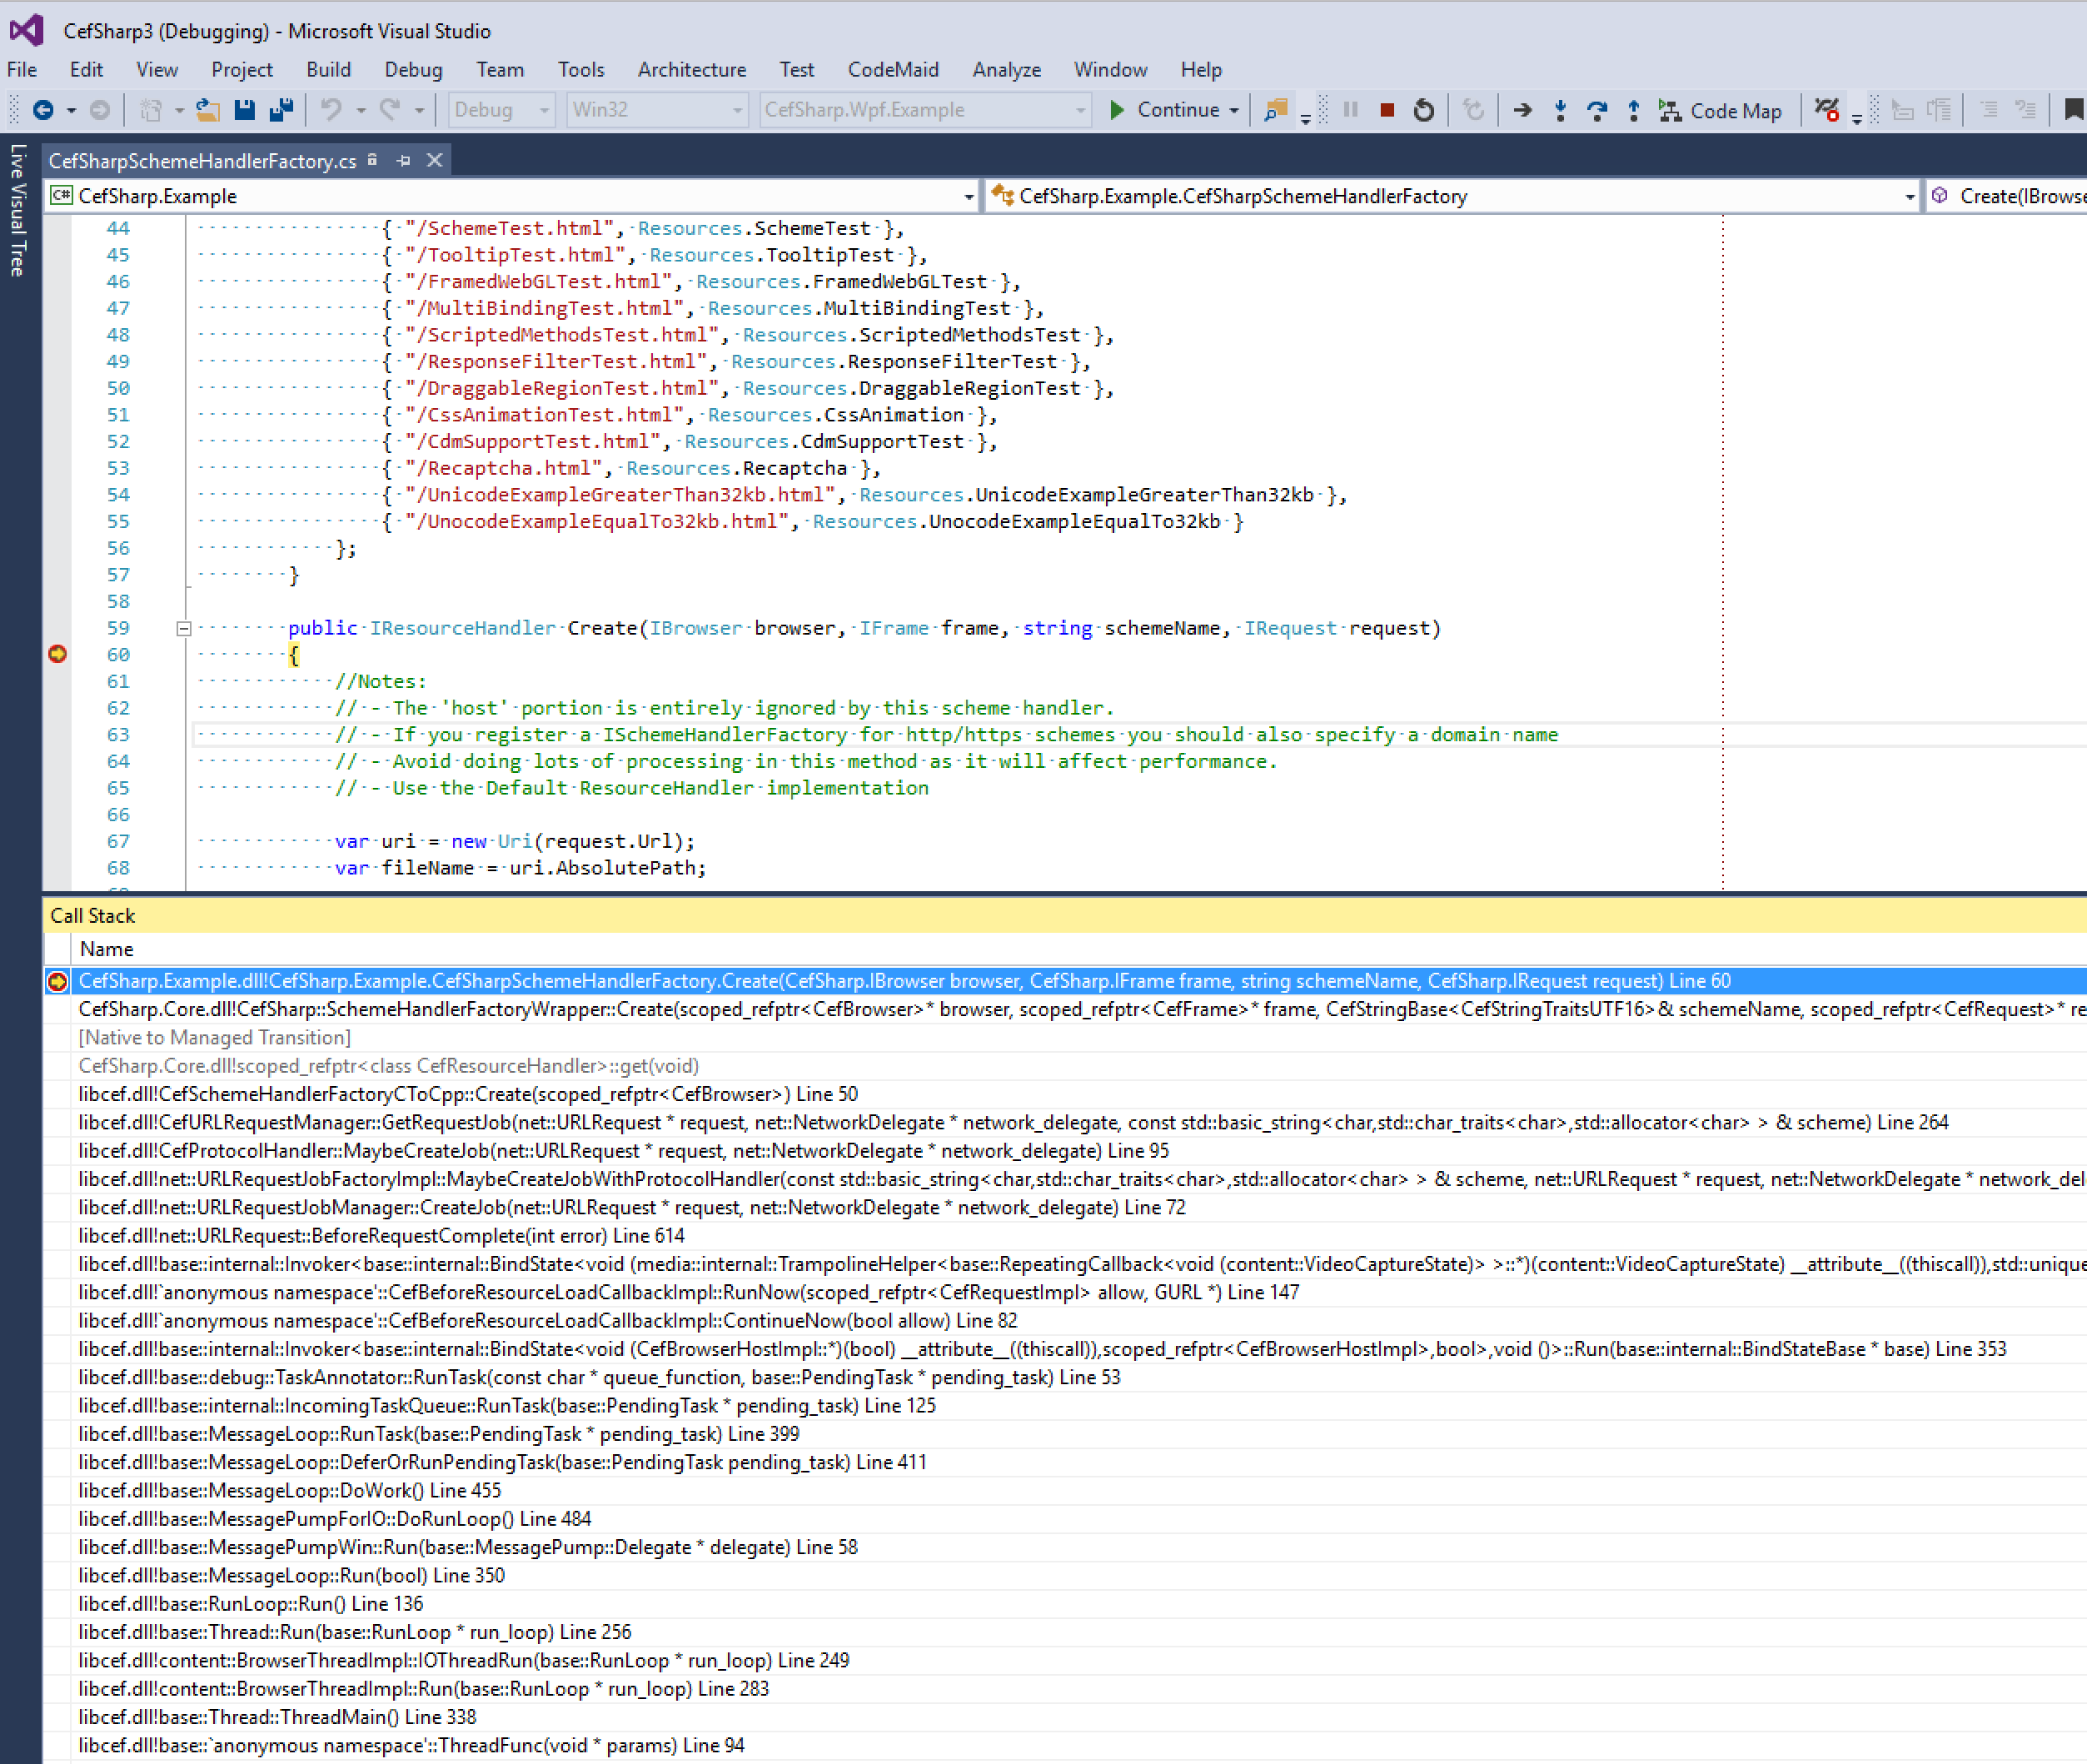 CefSharp3 (Debugging) - Microsoft Visual Studio
File Edit View Project Build Debug Team Tools Architecture Test CodeMaid Analyze Window Help
Debug Win32 CefSharp.Wpf.Example Continue Code Map
Live Visual Tree
CefSharpSchemeHandlerFactory.cs
C# CefSharp.Example CefSharp.Example.CefSharpSchemeHandlerFactory Create(IBrowse
44 { "/SchemeTest.html", Resources.SchemeTest },
45 { "/TooltipTest.html", Resources.TooltipTest },
46 { "/FramedWebGLTest.html", Resources.FramedWebGLTest },
47 { "/MultiBindingTest.html", Resources.MultiBindingTest },
48 { "/ScriptedMethodsTest.html", Resources.ScriptedMethodsTest },
49 { "/ResponseFilterTest.html", Resources.ResponseFilterTest },
50 { "/DraggableRegionTest.html", Resources.DraggableRegionTest },
51 { "/CssAnimationTest.html", Resources.CssAnimation },
52 { "/CdmSupportTest.html", Resources.CdmSupportTest },
53 { "/Recaptcha.html", Resources.Recaptcha },
54 { "/UnicodeExampleGreaterThan32kb.html", Resources.UnicodeExampleGreaterThan32kb },
55 { "/UnocodeExampleEqualTo32kb.html", Resources.UnocodeExampleEqualTo32kb }
56 };
57 }
58
59 public IResourceHandler Create(IBrowser browser, IFrame frame, string schemeName, IRequest request)
60 {
61 //Notes:
62 // - The 'host' portion is entirely ignored by this scheme handler.
63 // - If you register a ISchemeHandlerFactory for http/https schemes you should also specify a domain name
64 // - Avoid doing lots of processing in this method as it will affect performance.
65 // - Use the Default ResourceHandler implementation
66
67 var uri = new Uri(request.Url);
68 var fileName = uri.AbsolutePath;
Call Stack
Name
CefSharp.Example.dll!CefSharp.Example.CefSharpSchemeHandlerFactory.Create(CefSharp.IBrowser browser, CefSharp.IFrame frame, string schemeName, CefSharp.IRequest request) Line 60
CefSharp.Core.dll!CefSharp::SchemeHandlerFactoryWrapper::Create(scoped_refptr<CefBrowser>* browser, scoped_refptr<CefFrame>* frame, CefStringBase<CefStringTraitsUTF16>& schemeName, scoped_refptr<CefRequest>* re
[Native to Managed Transition]
CefSharp.Core.dll!scoped_refptr<class CefResourceHandler>::get(void)
libcef.dll!CefSchemeHandlerFactoryCToCpp::Create(scoped_refptr<CefBrowser>) Line 50
libcef.dll!CefURLRequestManager::GetRequestJob(net::URLRequest * request, net::NetworkDelegate * network_delegate, const std::basic_string<char,std::char_traits<char>,std::allocator<char> > & scheme) Line 264
libcef.dll!CefProtocolHandler::MaybeCreateJob(net::URLRequest * request, net::NetworkDelegate * network_delegate) Line 95
libcef.dll!net::URLRequestJobFactoryImpl::MaybeCreateJobWithProtocolHandler(const std::basic_string<char,std::char_traits<char>,std::allocator<char> > & scheme, net::URLRequest * request, net::NetworkDelegate * network_del
libcef.dll!net::URLRequestJobManager::CreateJob(net::URLRequest * request, net::NetworkDelegate * network_delegate) Line 72
libcef.dll!net::URLRequest::BeforeRequestComplete(int error) Line 614
libcef.dll!base::internal::Invoker<base::internal::BindState<void (media::internal::TrampolineHelper<base::RepeatingCallback<void (content::VideoCaptureState)> >::*)(content::VideoCaptureState) __attribute__((thiscall)),std::unique
libcef.dll!`anonymous namespace'::CefBeforeResourceLoadCallbackImpl::RunNow(scoped_refptr<CefRequestImpl> allow, GURL *) Line 147
libcef.dll!`anonymous namespace'::CefBeforeResourceLoadCallbackImpl::ContinueNow(bool allow) Line 82
libcef.dll!base::internal::Invoker<base::internal::BindState<void (CefBrowserHostImpl::*)(bool) __attribute__((thiscall)),scoped_refptr<CefBrowserHostImpl>,bool>,void ()>::Run(base::internal::BindStateBase * base) Line 353
libcef.dll!base::debug::TaskAnnotator::RunTask(const char * queue_function, base::PendingTask * pending_task) Line 53
libcef.dll!base::internal::IncomingTaskQueue::RunTask(base::PendingTask * pending_task) Line 125
libcef.dll!base::MessageLoop::RunTask(base::PendingTask * pending_task) Line 399
libcef.dll!base::MessageLoop::DeferOrRunPendingTask(base::PendingTask pending_task) Line 411
libcef.dll!base::MessageLoop::DoWork() Line 455
libcef.dll!base::MessagePumpForIO::DoRunLoop() Line 484
libcef.dll!base::MessagePumpWin::Run(base::MessagePump::Delegate * delegate) Line 58
libcef.dll!base::MessageLoop::Run(bool) Line 350
libcef.dll!base::RunLoop::Run() Line 136
libcef.dll!base::Thread::Run(base::RunLoop * run_loop) Line 256
libcef.dll!content::BrowserThreadImpl::IOThreadRun(base::RunLoop * run_loop) Line 249
libcef.dll!content::BrowserThreadImpl::Run(base::RunLoop * run_loop) Line 283
libcef.dll!base::Thread::ThreadMain() Line 338
libcef.dll!base::`anonymous namespace'::ThreadFunc(void * params) Line 94